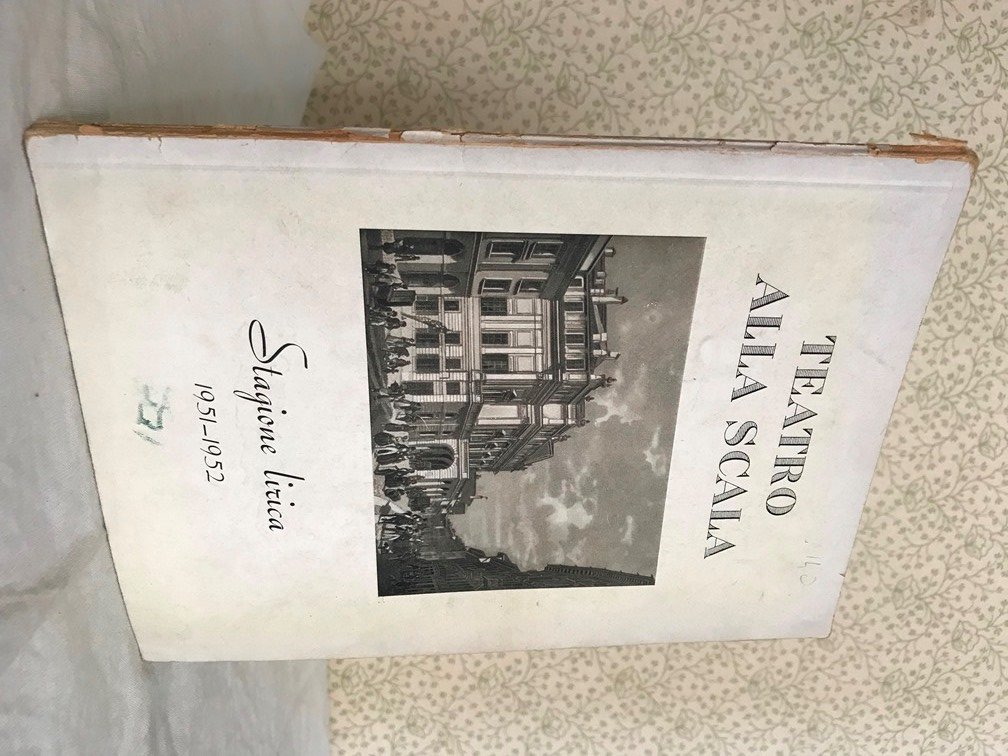 TEATRO
ALLA SCALA
Stagione lirica
1951-1952